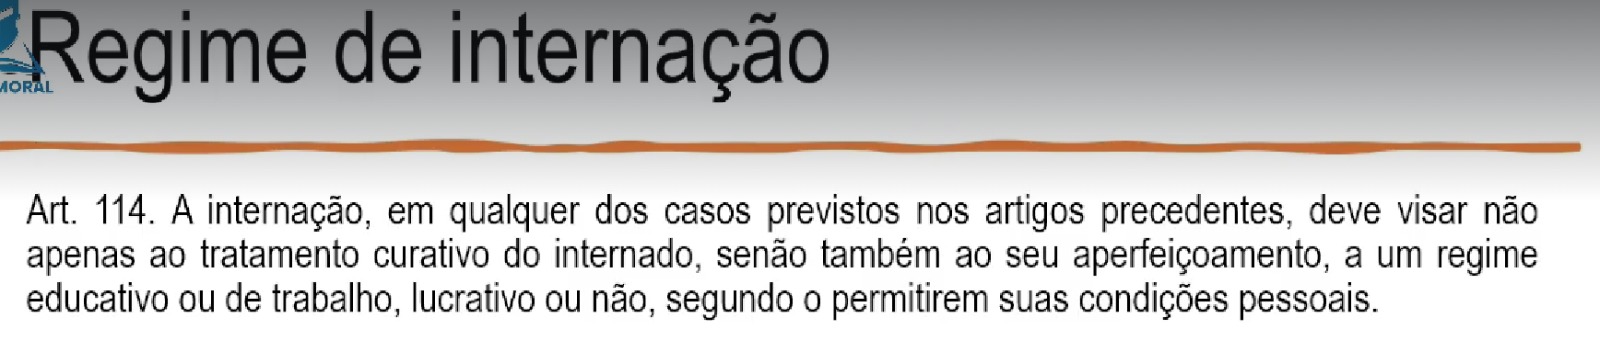 Regime de internação
MORAL
Art. 114. A internação, em qualquer dos casos previstos nos artigos precedentes, deve visar não
apenas ao tratamento curativo do internado, senão também ao seu aperfeiçoamento, a um regime
educativo ou de trabalho, lucrativo ou não, segundo o permitirem suas condições pessoais.